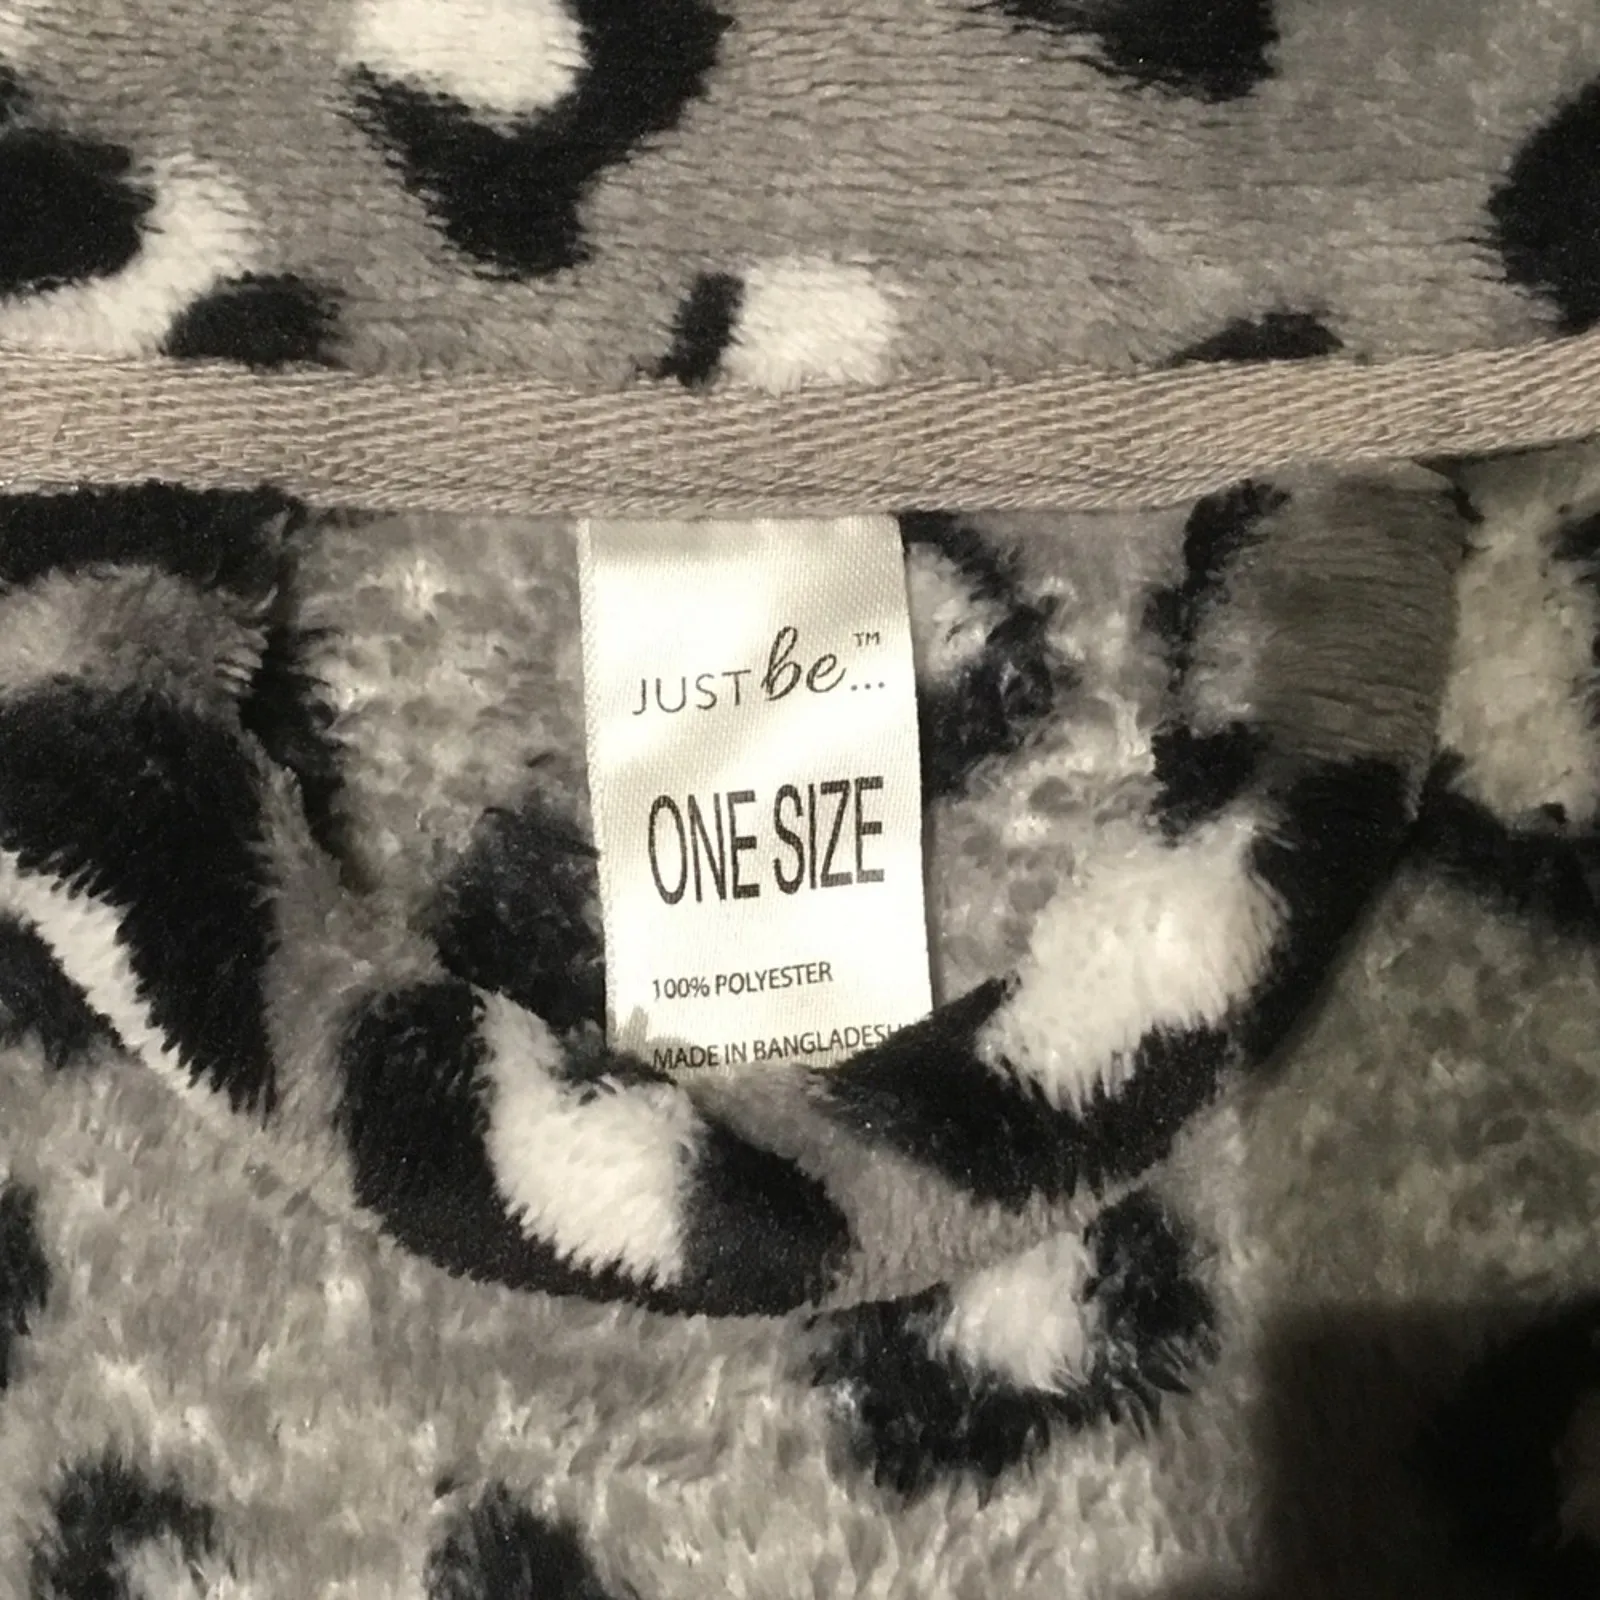 JUST be...™
ONE SIZE
100% POLYESTER
MADE IN BANGLADESH